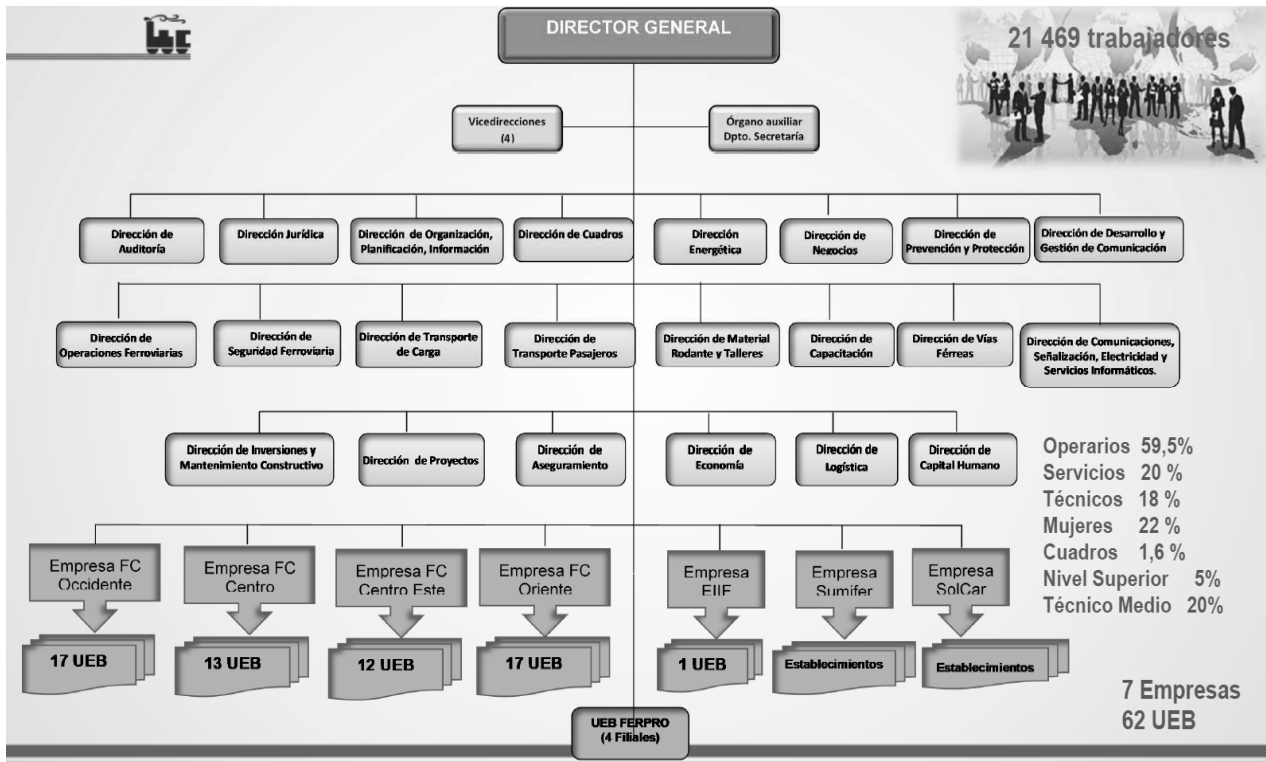 DIRECTOR GENERAL
21 469 trabajadores
Vicedirecciones
(4)
Órgano auxiliar
Dpto. Secretaría
Dirección de
Auditoría
Dirección Jurídica
Dirección de Organización,
Planificación, Información
Dirección de Cuadros
Dirección
Energética
Dirección de
Negocios
Dirección de
Prevención y Protección
Dirección de Desarrollo y
Gestión de Comunicación
Dirección de
Operaciones Ferroviarias
Dirección de
Seguridad Ferroviaria
Dirección de Transporte
de Carga
Dirección de
Transporte Pasajeros
Dirección de Material
Rodante y Talleres
Dirección de
Capacitación
Dirección de Vías
Férreas
Dirección de Comunicaciones,
Señalización, Electricidad y
Servicios Informáticos.
Dirección de Inversiones y
Mantenimiento Constructivo
Dirección de Proyectos
Dirección de
Aseguramiento
Dirección de
Economía
Dirección de
Logística
Dirección de
Capital Humano
Operarios 59,5%
Servicios 20 %
Técnicos 18 %
Mujeres 22 %
Cuadros 1,6 %
Nivel Superior 5%
Técnico Medio 20%
Empresa FC
Occidente
Empresa FC
Centro
Empresa FC
Centro Este
Empresa FC
Oriente
Empresa
EIIF
Empresa
Sumifer
Empresa
SolCar
17 UEB
13 UEB
12 UEB
17 UEB
1 UEB
Establecimientos
Establecimientos
7 Empresas
62 UEB
UEB FERPRO
(4 Filiales)